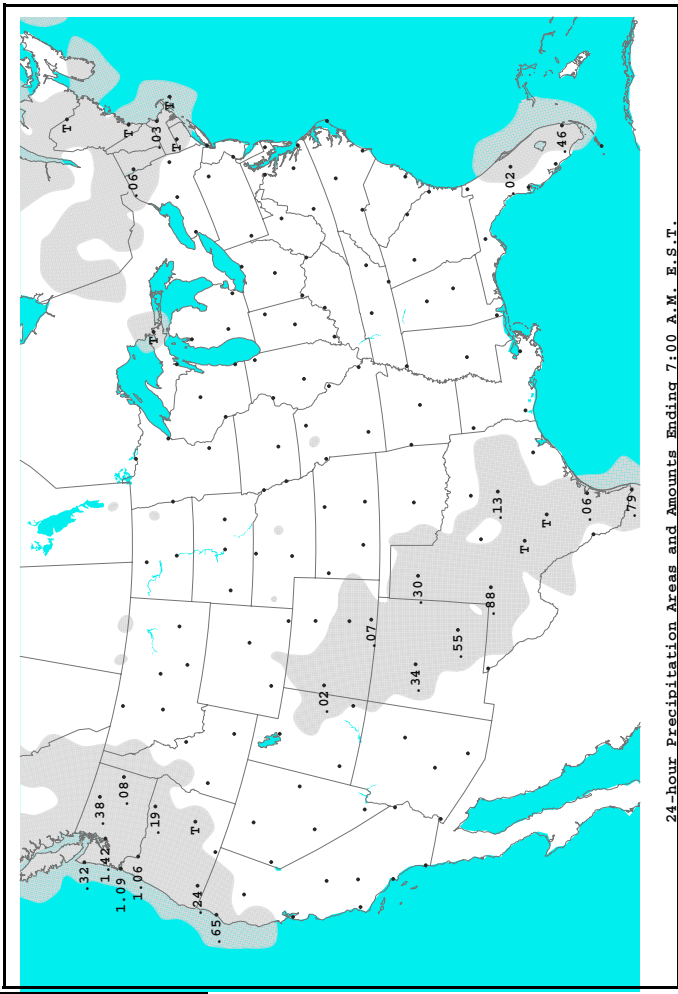 T
.32
.38
1.42
1.09
.08
T
.06
1.06
T
.19
.03
T
T
T
.24
.65
.02
.07
.34
.30
.55
.88
.13
.02
T
T
.46
.06
.79
24-hour Precipitation Areas and Amounts Ending 7:00 A.M. E.S.T.